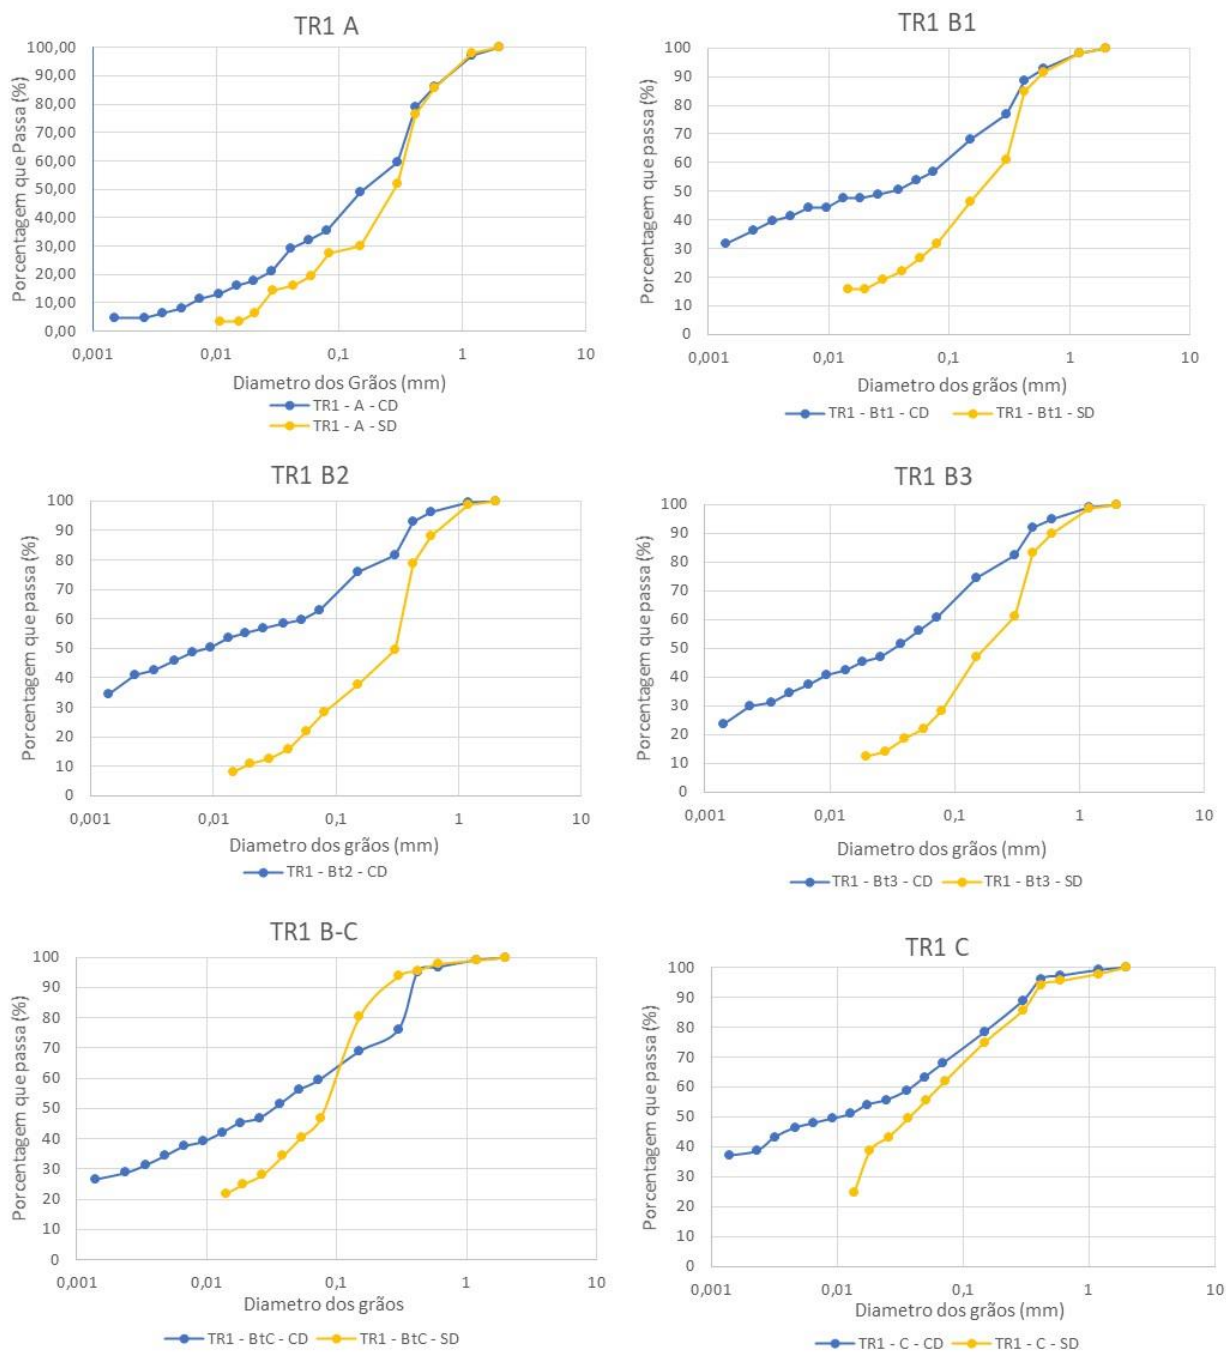 TR1 A
Porcentagem que Passa (%)
100,00
90,00
80,00
70,00
60,00
50,00
40,00
30,00
20,00
10,00
0,00
0,001 0,01 0,1 1 10
Diametro dos Grãos (mm)
TR1 - A - CD
TR1 - A - SD
TR1 B1
Porcentagem que passa (%)
100
90
80
70
60
50
40
30
20
10
0
0,001 0,01 0,1 1 10
Diametro dos grãos (mm)
TR1 - Bt1 - CD TR1 - Bt1 - SD
TR1 B2
Porcentagem que passa (%)
100
90
80
70
60
50
40
30
20
10
0
0,001 0,01 0,1 1 10
Diametro dos grãos (mm)
TR1 - Bt2 - CD
TR1 B3
Porcentagem que passa (%)
100
90
80
70
60
50
40
30
20
10
0
0,001 0,01 0,1 1 10
Diametro dos grãos (mm)
TR1 - Bt3 - CD TR1 - Bt3 - SD
TR1 B-C
Porcentagem que passa (%)
100
90
80
70
60
50
40
30
20
10
0
0,001 0,01 0,1 1 10
Diametro dos grãos
TR1 - BtC - CD TR1 - BtC - SD
TR1 C
Porcentagem que passa (%)
100
90
80
70
60
50
40
30
20
10
0
0,001 0,01 0,1 1 10
Diametro dos grãos (mm)
TR1 - C - CD TR1 - C - SD